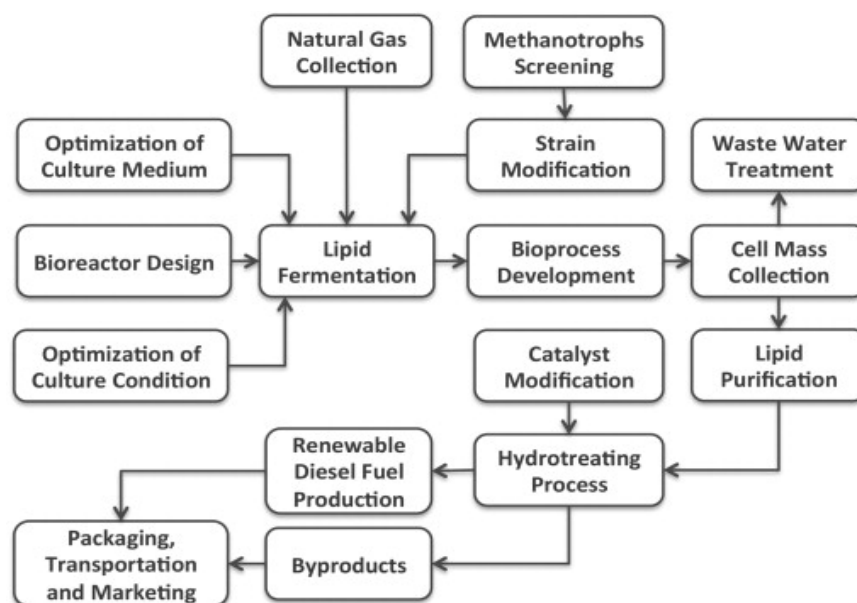 Natural Gas
Collection
Methanotrophs
Screening
Optimization of
Culture Medium
Strain
Modification
Waste Water
Treatment
Bioreactor Design
Lipid
Fermentation
Bioprocess
Development
Cell Mass
Collection
Optimization of
Culture Condition
Catalyst
Modification
Lipid
Purification
Renewable
Diesel Fuel
Production
Hydrotreating
Process
Packaging,
Transportation
and Marketing
Byproducts